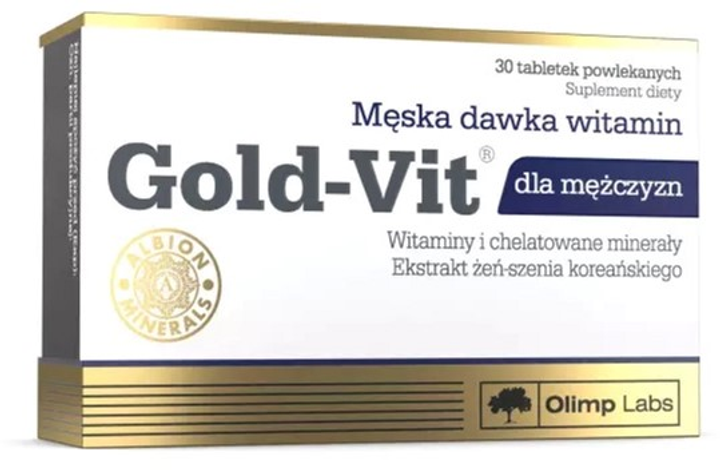 30 tabletek powlekanych
Suplement diety
Męska dawka witamin
Gold-Vit®
dla mężczyzn
Witaminy i chelatowane minerały
Ekstrakt żeń-szenia koreańskiego
ALBION
MINERALS
A
Olimp Labs